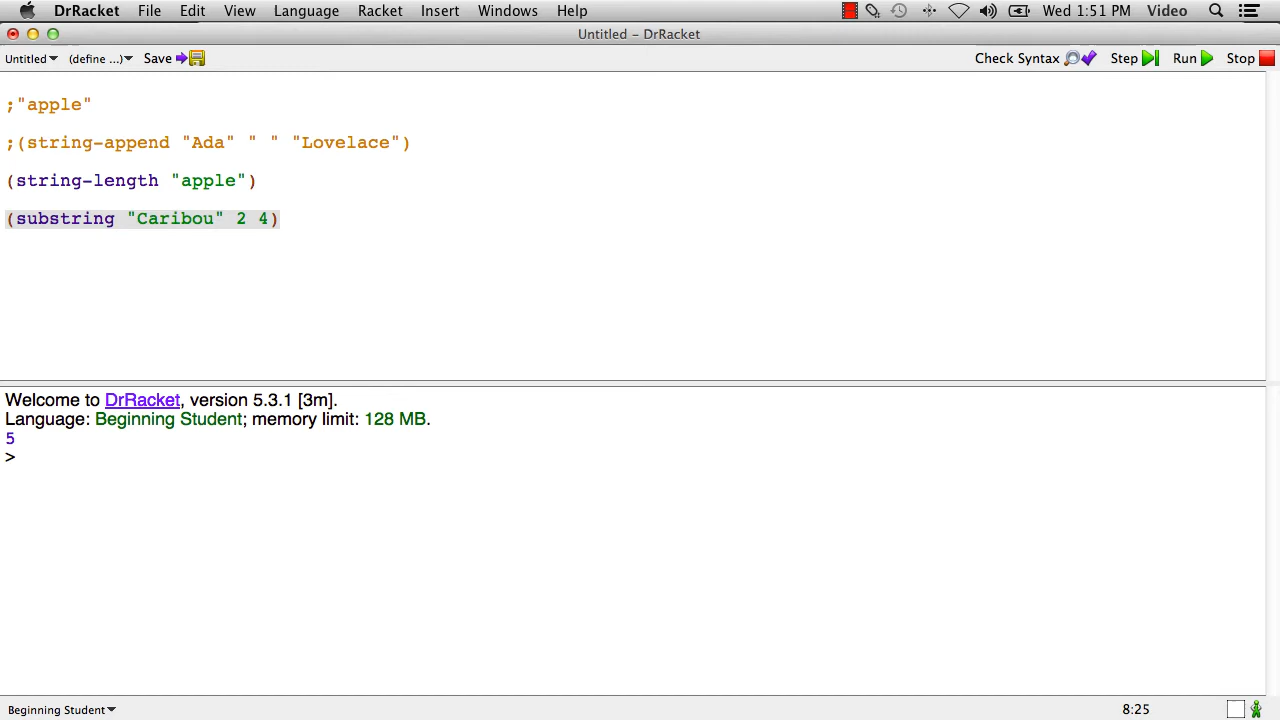 DrRacket File Edit View Language Racket Insert Windows Help Wed 1:51 PM Video
Untitled – DrRacket
Untitled (define ...) Save Check Syntax Step Run Stop
;"apple"
;(string-append "Ada" " " "Lovelace")
(string-length "apple")
(substring "Caribou" 2 4)
Welcome to DrRacket, version 5.3.1 [3m].
Language: Beginning Student; memory limit: 128 MB.
5
>
Beginning Student 8:25